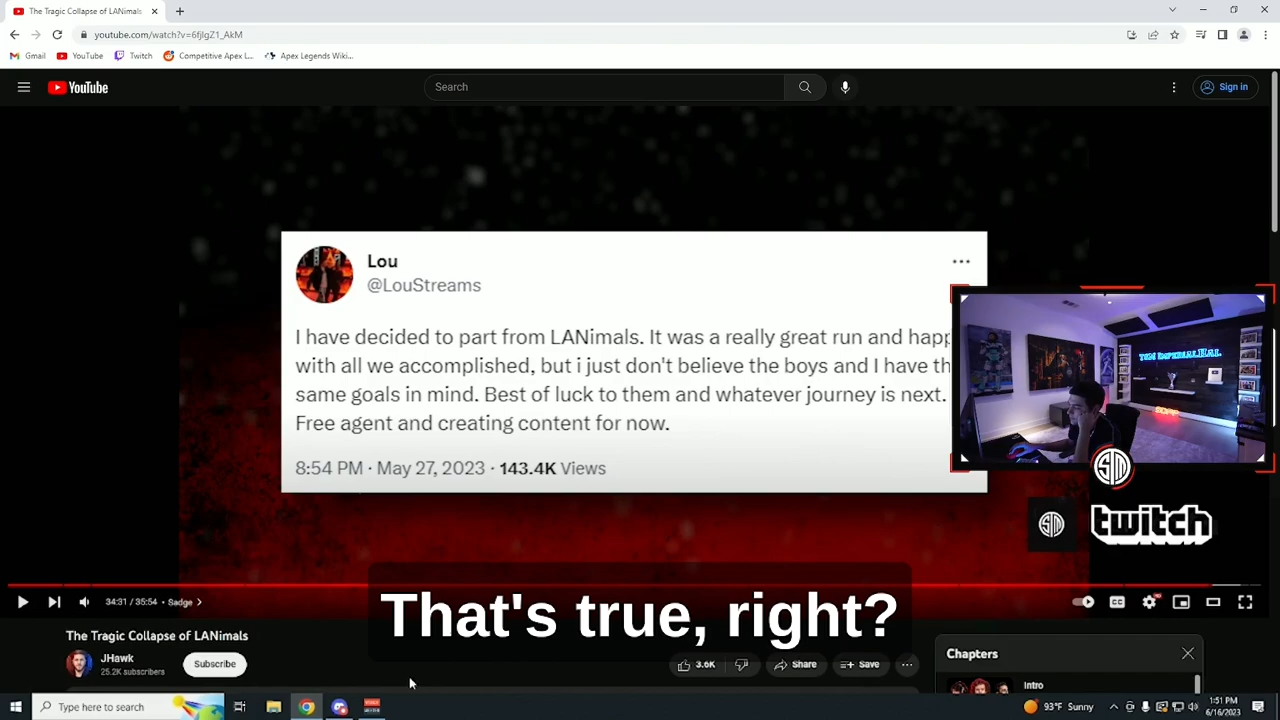 The Tragic Collapse of LANimals
youtube.com/watch?v=6fjIgZ1_AkM
Gmail
YouTube
Twitch
Competitive Apex L...
Apex Legends Wiki...
YouTube
Search
Sign in
Lou
@LouStreams
I have decided to part from LANimals. It was a really great run and happ
with all we accomplished, but i just don't believe the boys and I have th
same goals in mind. Best of luck to them and whatever journey is next.
Free agent and creating content for now.
8:54 PM · May 27, 2023 · 143.4K Views
TSM IMPERIALHAL
TSM
TSM
twitch
34:31 / 35:54 • Sadge >
CC
That's true, right?
The Tragic Collapse of LANimals
JHawk
25.2K subscribers
Subscribe
3.6K
Share
Save
Chapters
Intro
Type here to search
93°F Sunny
1:51 PM
6/16/2023